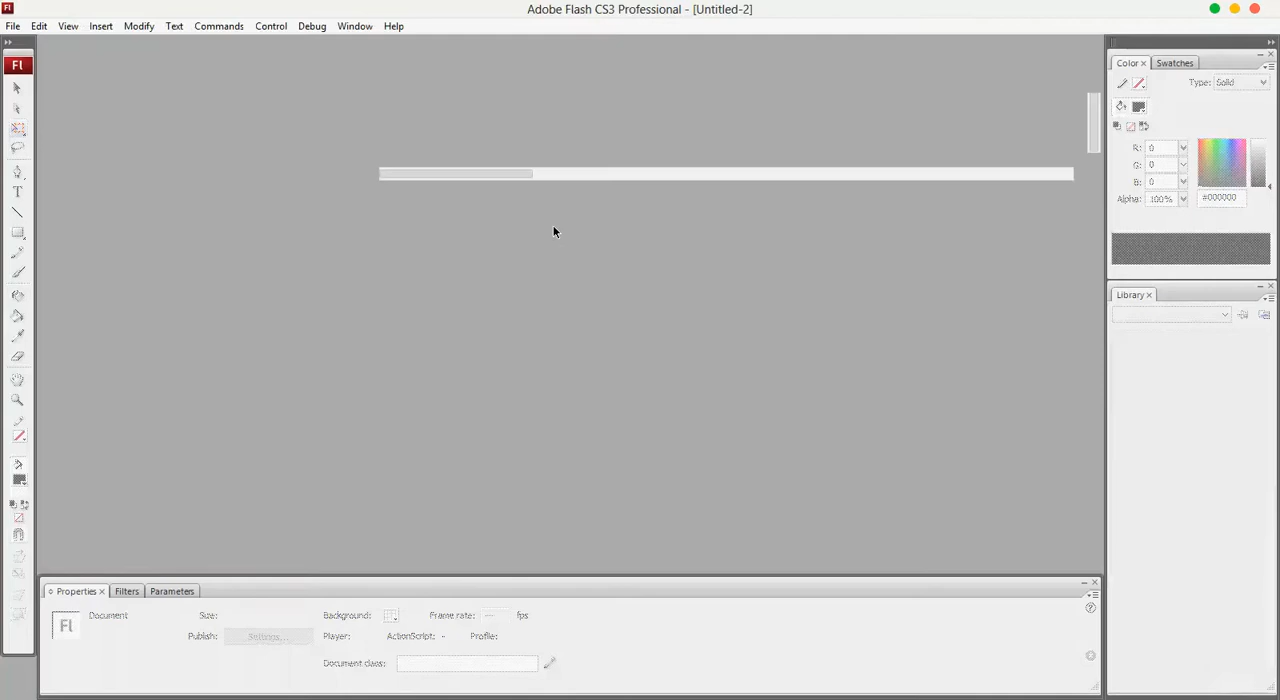 Fl
Adobe Flash CS3 Professional - [Untitled-2]
File Edit View Insert Modify Text Commands Control Debug Window Help
Fl
Color Swatches
Type: Solid
R: 0
G: 0
B: 0
Alpha: 100% #000000
Library
Properties Filters Parameters
Fl
Document
Size:
Background:
Frame rate: fps
Publish: Settings...
Player: ActionScript: Profile:
Document class: